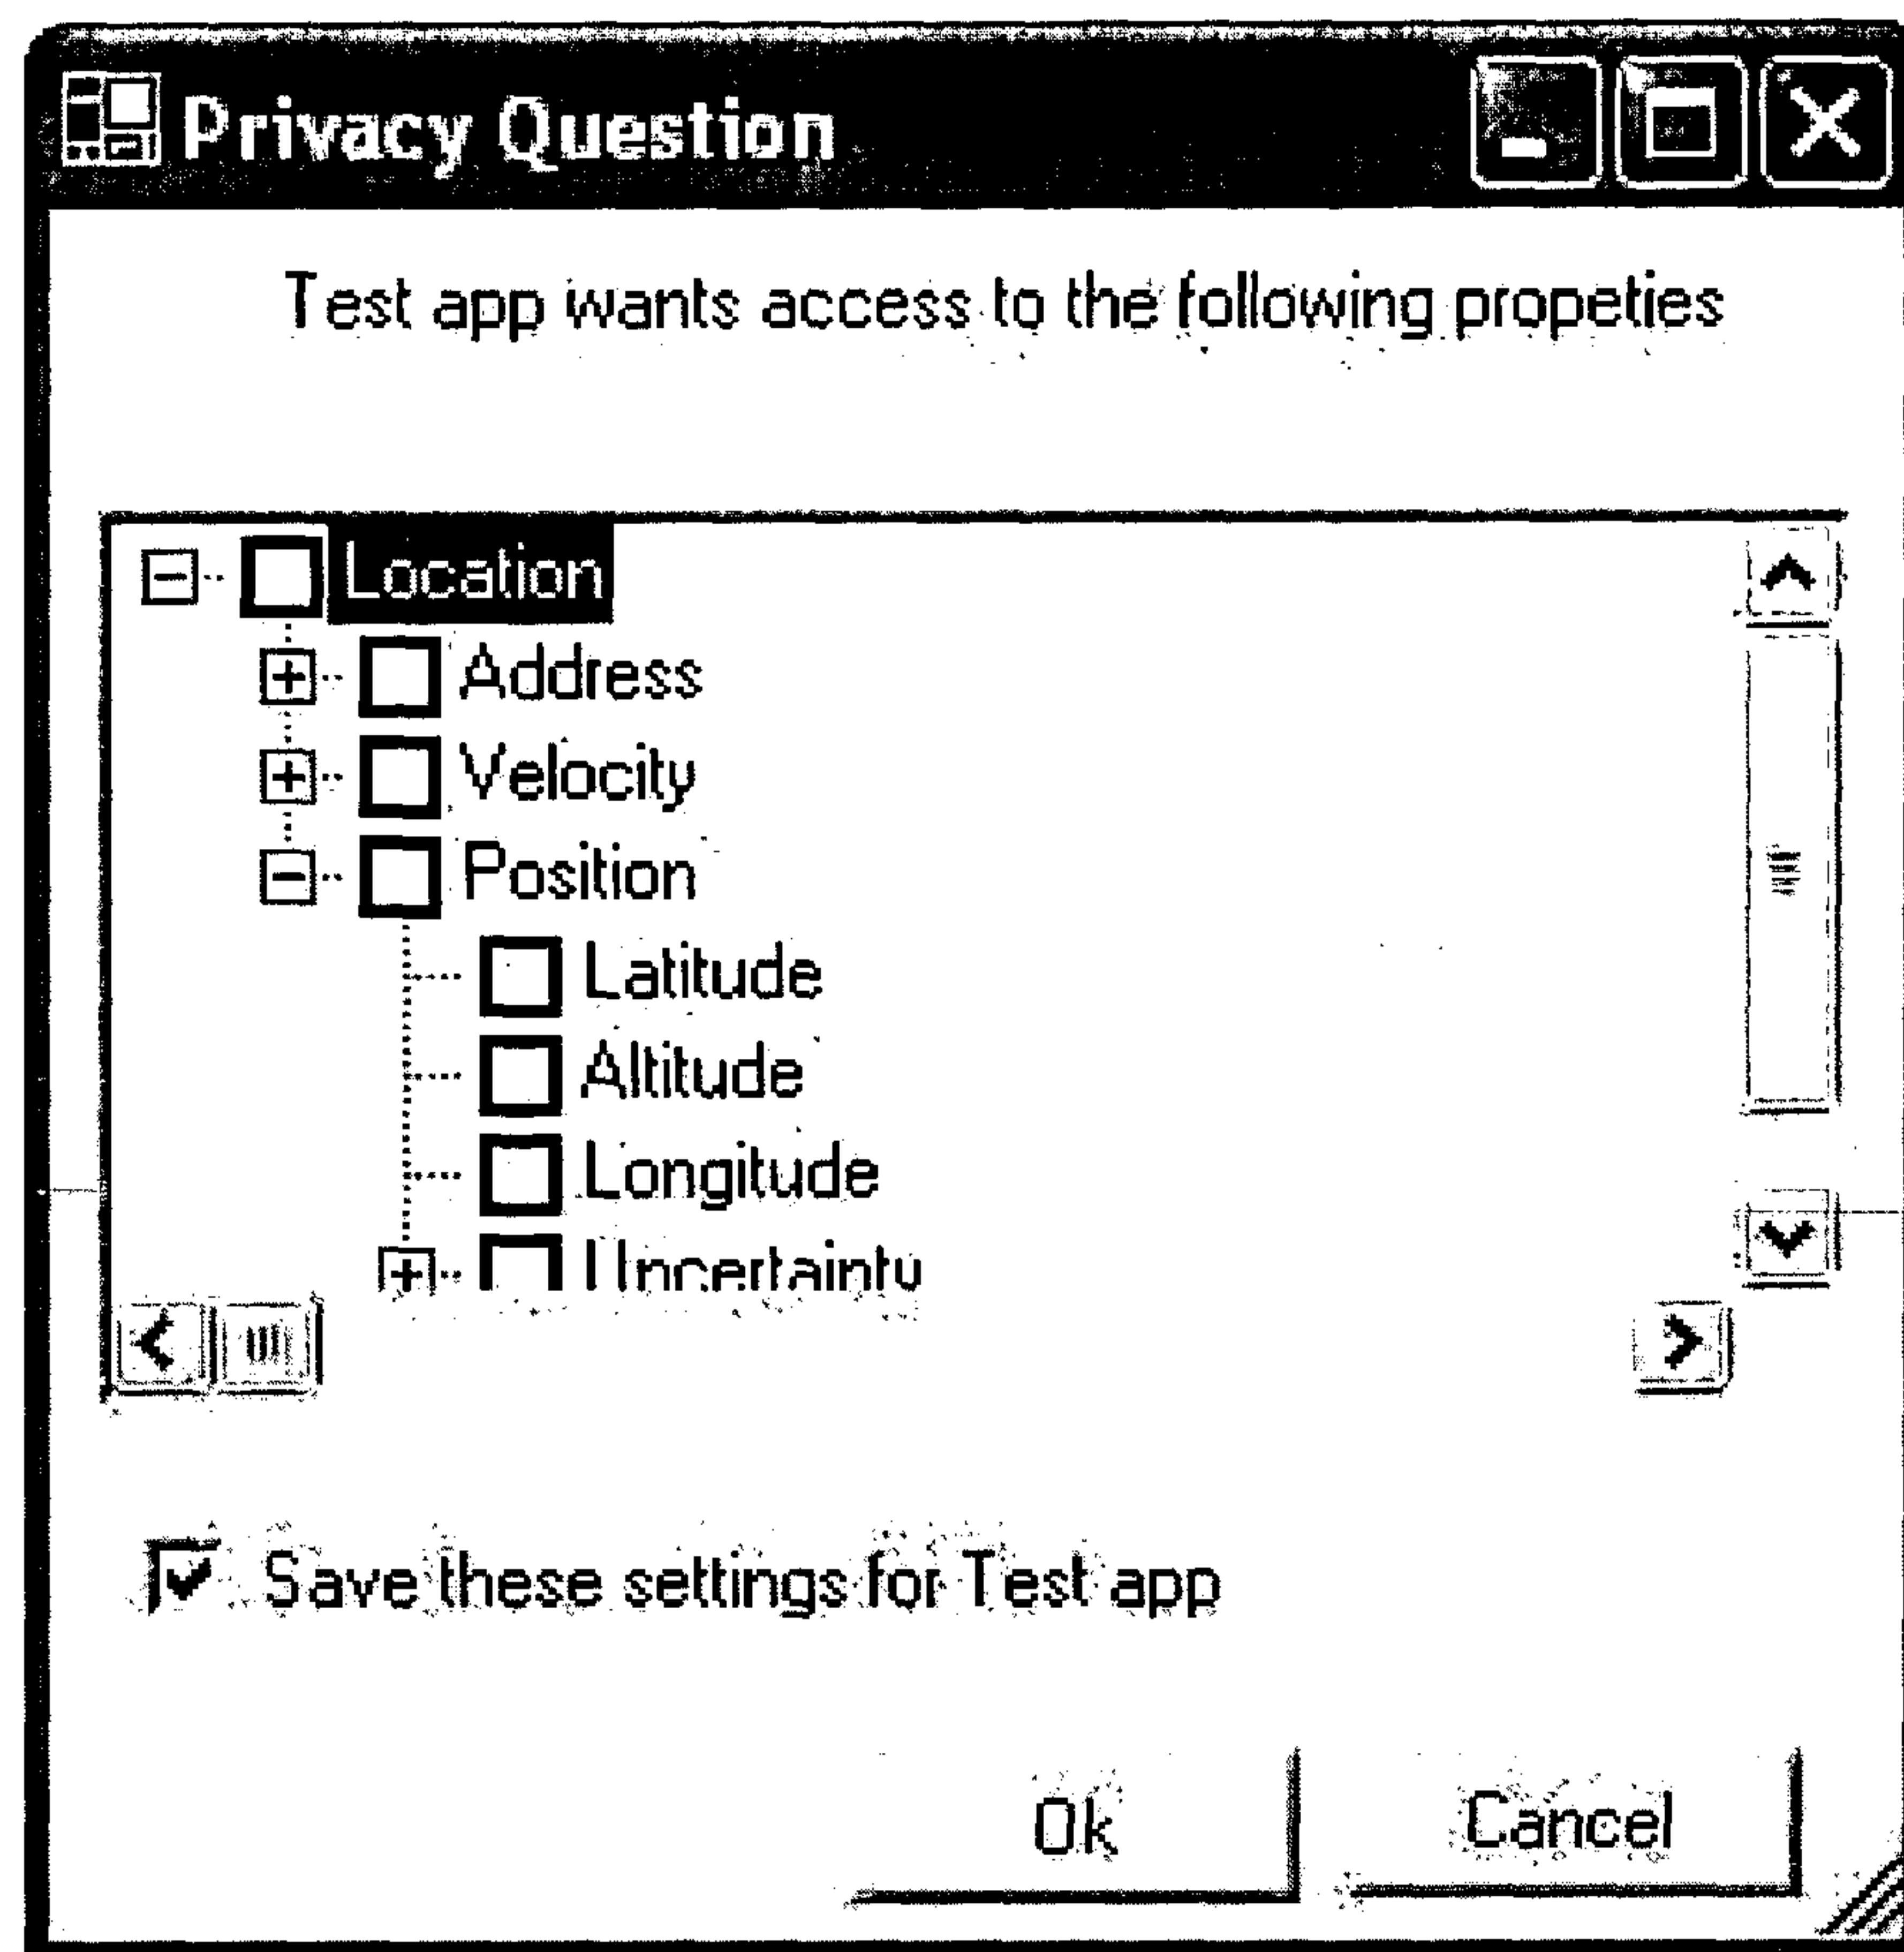 Privacy Question
Test app wants access to the following propeties
Location
Address
Velocity
Position
Latitude
Altitude
Longitude
Uncertainty
Save these settings for Test app
Ok
Cancel